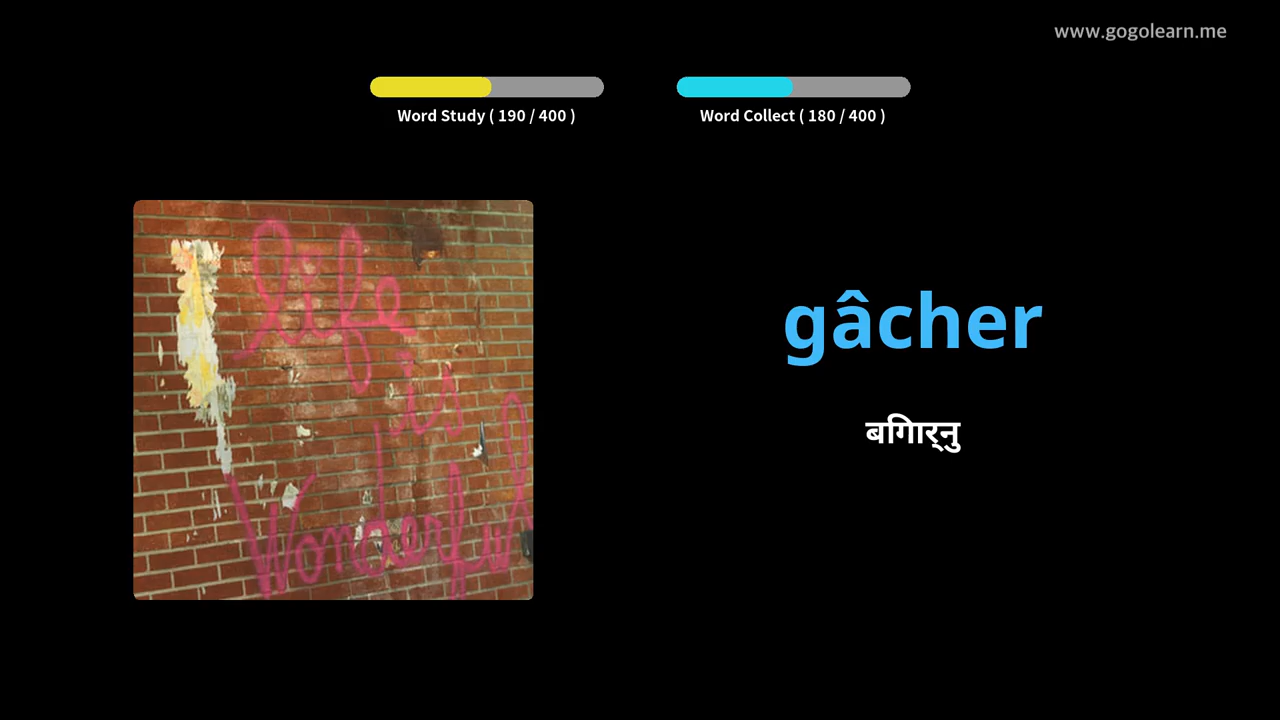 www.gogolearn.me
Word Study ( 190 / 400 )
Word Collect ( 180 / 400 )
life
is
Wonderful
gâcher
बिगार्नु